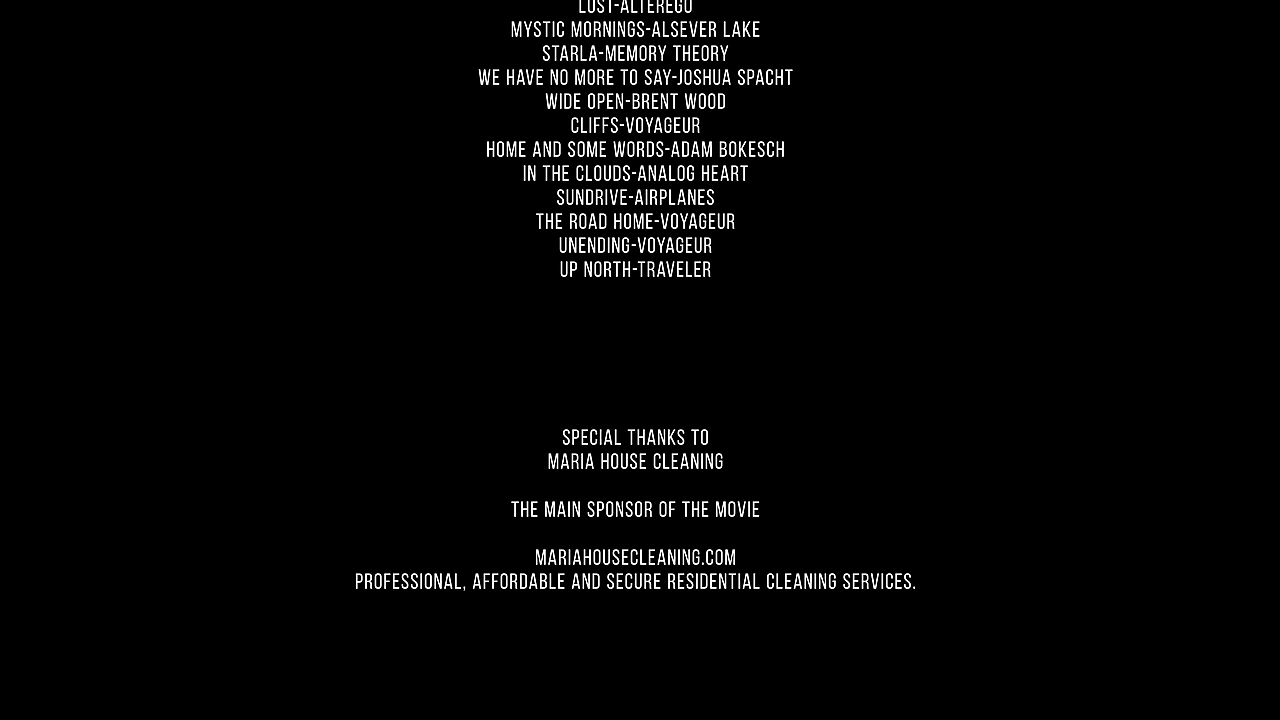 LOST-ALTEREGO
MYSTIC MORNINGS-ALSEVER LAKE
STARLA-MEMORY THEORY
WE HAVE NO MORE TO SAY-JOSHUA SPACHT
WIDE OPEN-BRENT WOOD
CLIFFS-VOYAGEUR
HOME AND SOME WORDS-ADAM BOKESCH
IN THE CLOUDS-ANALOG HEART
SUNDRIVE-AIRPLANES
THE ROAD HOME-VOYAGEUR
UNENDING-VOYAGEUR
UP NORTH-TRAVELER
SPECIAL THANKS TO
MARIA HOUSE CLEANING
THE MAIN SPONSOR OF THE MOVIE
MARIAHOUSECLEANING.COM
PROFESSIONAL, AFFORDABLE AND SECURE RESIDENTIAL CLEANING SERVICES.